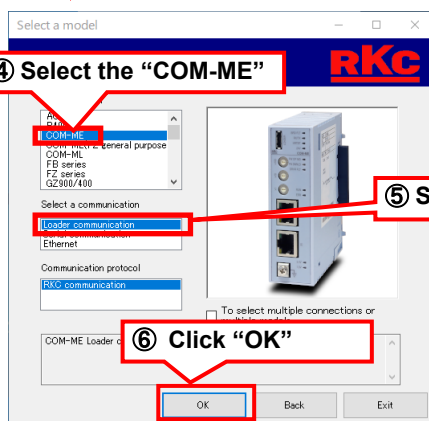 Select a model
RKC
④ Select the “COM-ME”
COM-ME
general purpose
COM-ML
FB series
FZ series
GZ900/400
Select a communication
⑤ S
Loader communication
Ethernet
Communication protocol
RKC communication
To select multiple connections or
⑥ Click “OK”
COM-ME Loader
OK
Back
Exit